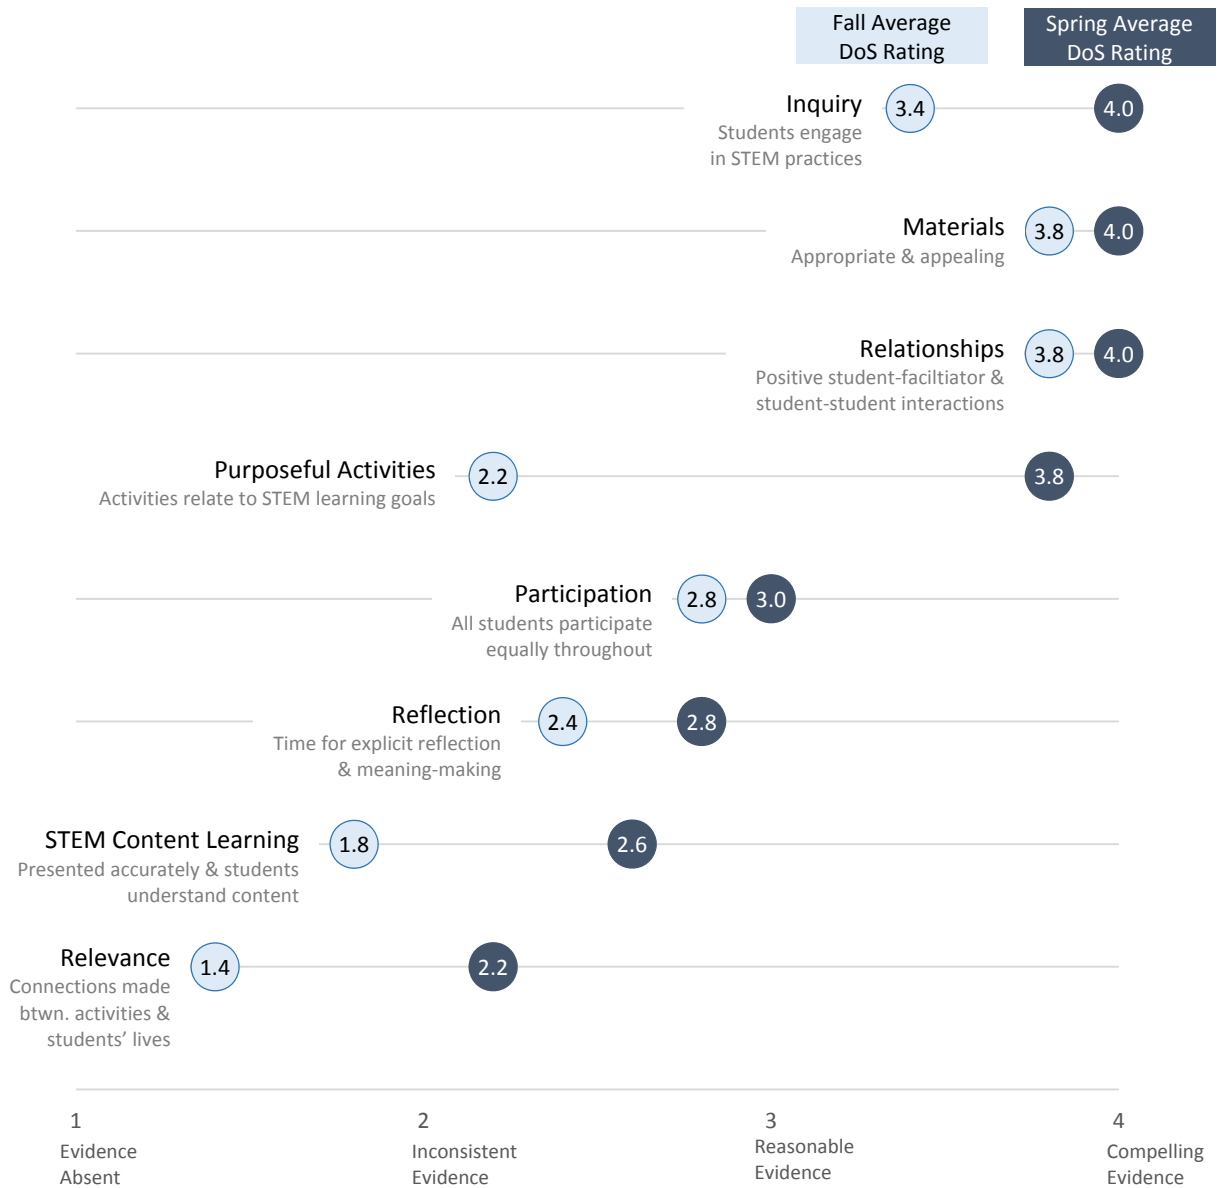 Fall Average
DoS Rating
Spring Average
DoS Rating
Inquiry
Students engage
in STEM practices
3.4
4.0
Materials
Appropriate & appealing
3.8
4.0
Relationships
Positive student-faciltiator &
student-student interactions
3.8
4.0
Purposeful Activities
Activities relate to STEM learning goals
2.2
3.8
Participation
All students participate
equally throughout
2.8
3.0
Reflection
Time for explicit reflection
& meaning-making
2.4
2.8
STEM Content Learning
Presented accurately & students
understand content
1.8
2.6
Relevance
Connections made
btwn. activities &
students’ lives
1.4
2.2
1
Evidence
Absent
2
Inconsistent
Evidence
3
Reasonable
Evidence
4
Compelling
Evidence